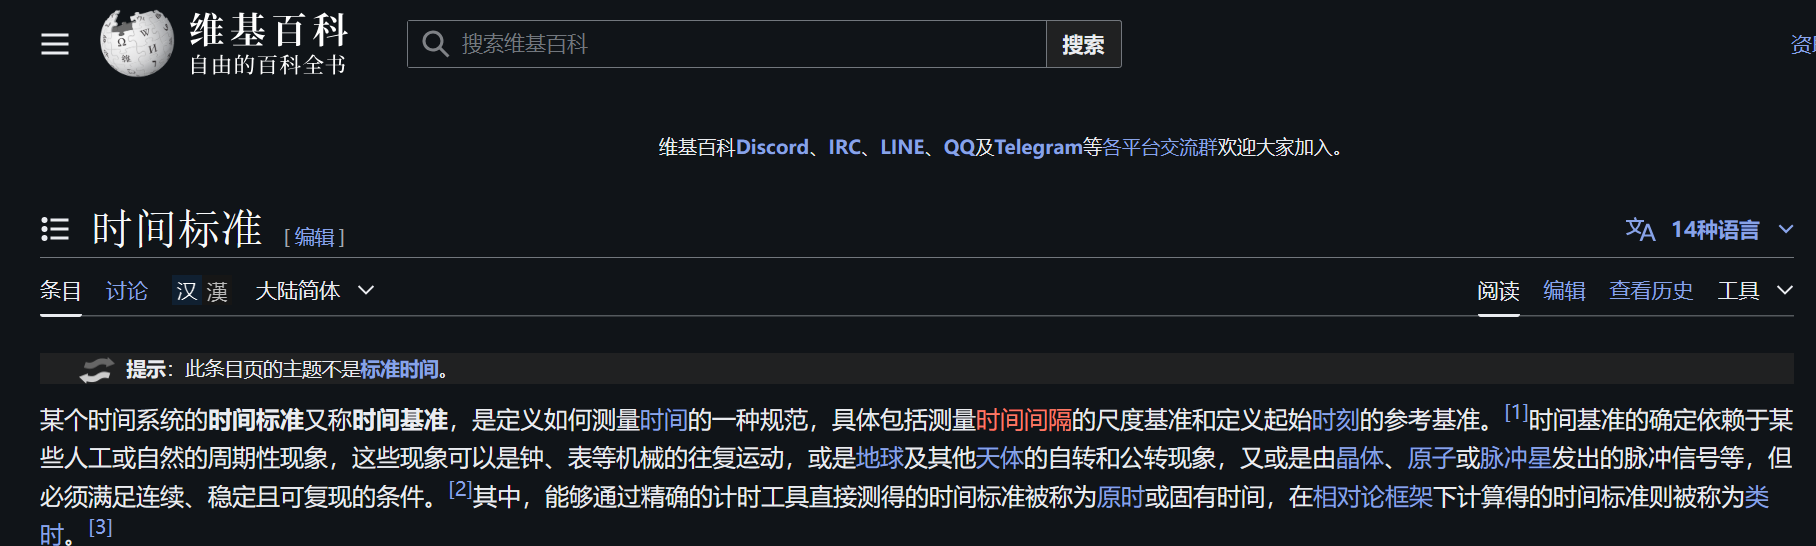 维基百科
自由的百科全书
搜索维基百科
搜索
维基百科Discord、IRC、LINE、QQ及Telegram等各平台交流群欢迎大家加入。
时间标准 [编辑]
14种语言
条目 讨论 汉 漢 大陆简体
阅读 编辑 查看历史 工具
提示：此条目页的主题不是标准时间。
某个时间系统的时间标准又称时间基准，是定义如何测量时间的一种规范，具体包括测量时间间隔的尺度基准和定义起始时刻的参考基准。[1]时间基准的确定依赖于某
些人工或自然的周期性现象，这些现象可以是钟、表等机械的往复运动，或是地球及其他天体的自转和公转现象，又或是由晶体、原子或脉冲星发出的脉冲信号等，但
必须满足连续、稳定且可复现的条件。[2]其中，能够通过精确的计时工具直接测得的时间标准被称为原时或固有时间，在相对论框架下计算得的时间标准则被称为类
时。[3]